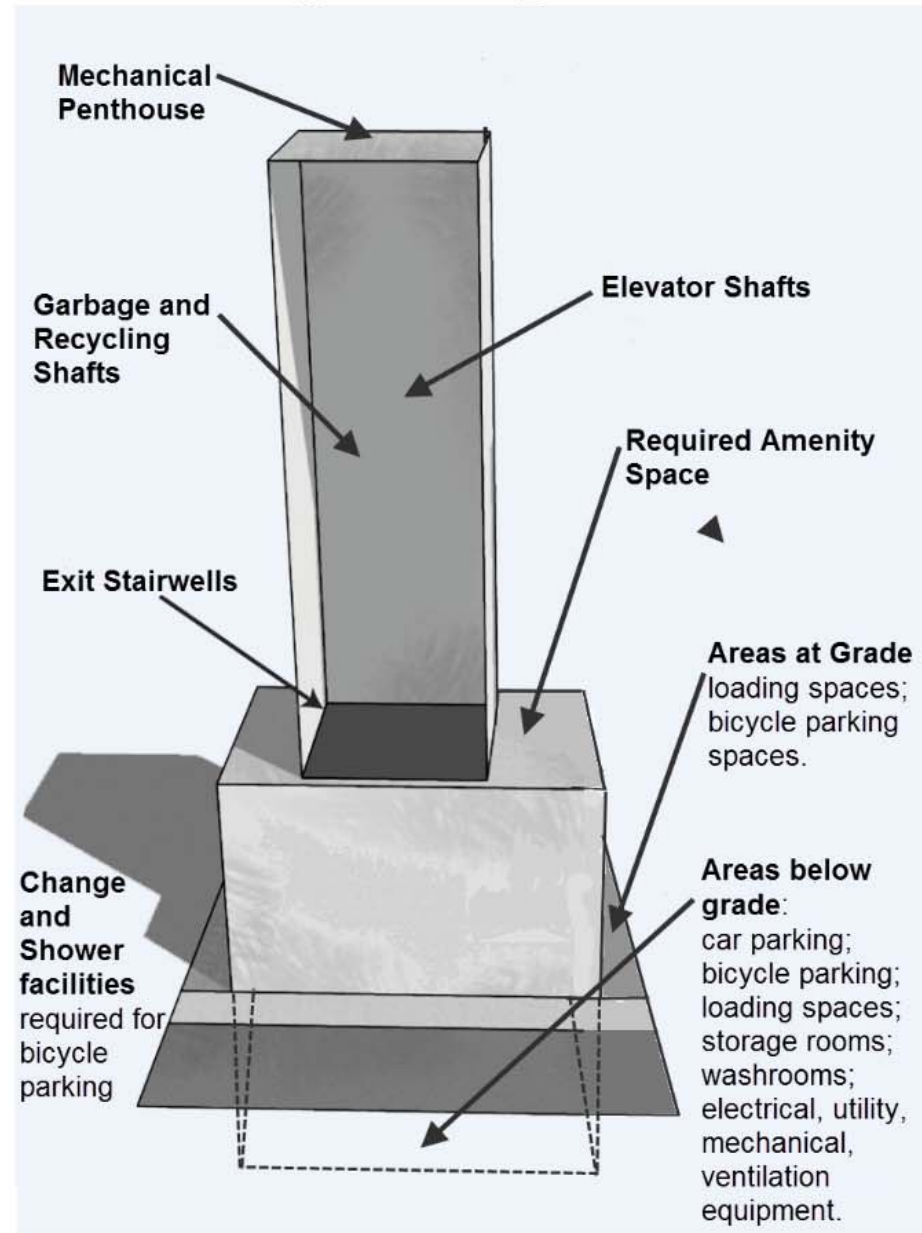 Mechanical
Penthouse
Garbage and
Recycling
Shafts
Elevator Shafts
Required Amenity
Space
Exit Stairwells
Areas at Grade
loading spaces;
bicycle parking
spaces.
Change
and
Shower
facilities
required for
bicycle
parking
Areas below
grade:
car parking;
bicycle parking;
loading spaces;
storage rooms;
washrooms;
electrical, utility,
mechanical,
ventilation
equipment.